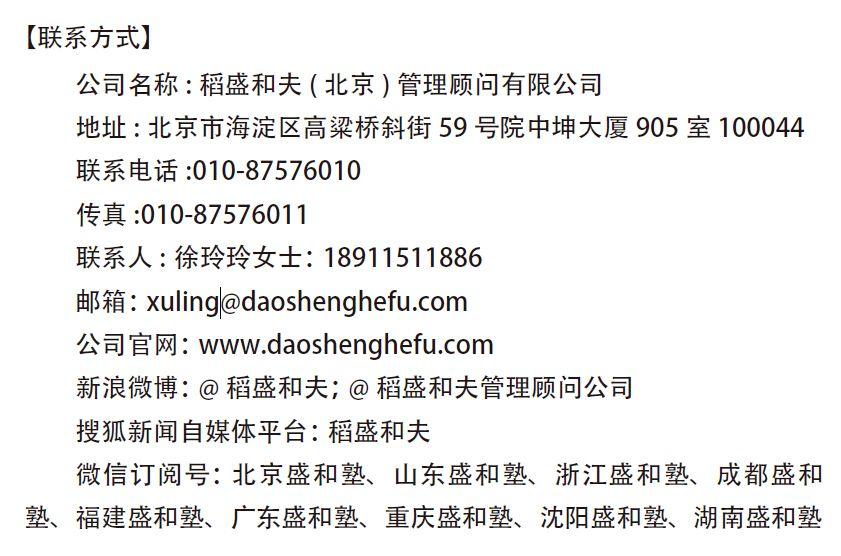 【联系方式】
公司名称 : 稻盛和夫 ( 北京 ) 管理顾问有限公司
地址 : 北京市海淀区高粱桥斜街 59 号院中坤大厦 905 室 100044
联系电话 :010-87576010
传真 :010-87576011
联系人 : 徐玲玲女士： 18911511886
邮箱： xuling@daoshenghefu.com
公司官网： www.daoshenghefu.com
新浪微博： @ 稻盛和夫； @ 稻盛和夫管理顾问公司
搜狐新闻自媒体平台： 稻盛和夫
微信订阅号： 北京盛和塾、山东盛和塾、浙江盛和塾、成都盛和
塾、福建盛和塾、广东盛和塾、重庆盛和塾、沈阳盛和塾、湖南盛和塾